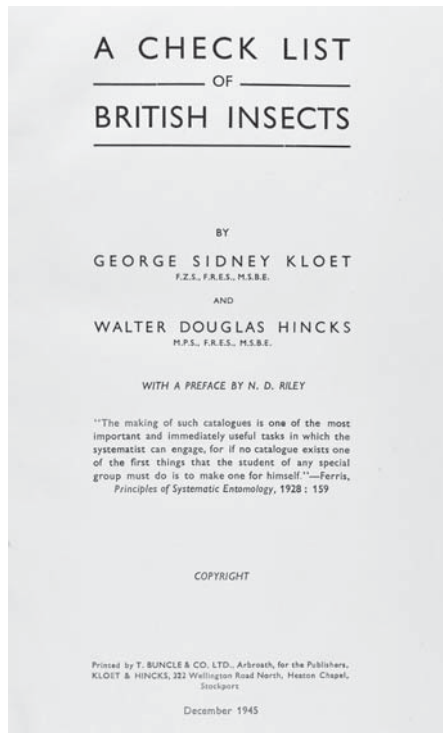 A CHECK LIST
OF
BRITISH INSECTS
BY
GEORGE SIDNEY KLOET
F.Z.S., F.R.E.S., M.S.B.E.
AND
WALTER DOUGLAS HINCKS
M.P.S., F.R.E.S., M.S.B.E.
WITH A PREFACE BY N. D. RILEY
"The making of such catalogues is one of the most
important and immediately useful tasks in which the
systematist can engage, for if no catalogue exists one
of the first things that the student of any special
group must do is to make one for himself."—Ferris,
Principles of Systematic Entomology, 1928 : 159
COPYRIGHT
Printed by T. BUNCLE & CO. LTD., Arbroath, for the Publishers,
KLOET & HINCKS, 322 Wellington Road North, Heaton Chapel,
Stockport
December 1945